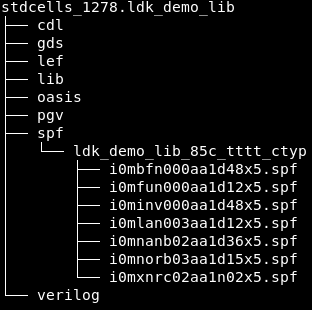 stdcells_1278.ldk_demo_lib
├── cdl
├── gds
├── lef
├── lib
├── oasis
├── pgv
├── spf
│   └── ldk_demo_lib_85c_tttt_ctyp
│       ├── i0mbfn000aa1d48x5.spf
│       ├── i0mfun000aa1d12x5.spf
│       ├── i0minv000aa1d48x5.spf
│       ├── i0mlan003aa1d12x5.spf
│       ├── i0mnanb02aa1d36x5.spf
│       ├── i0mnorb03aa1d15x5.spf
│       └── i0mxnrc02aa1n02x5.spf
└── verilog